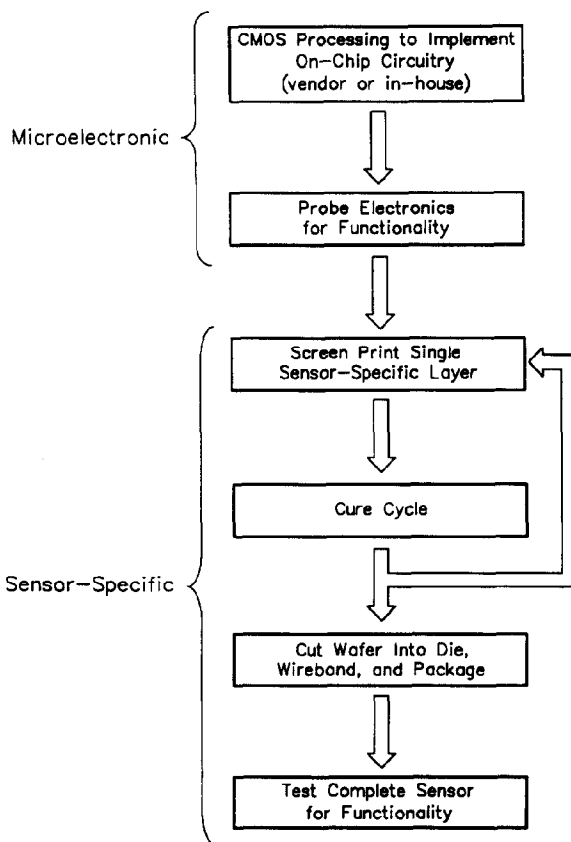 CMOS Processing to Implement
On-Chip Circuitry
(vendor or in-house)
Microelectronic
Probe Electronics
for Functionality
Screen Print Single
Sensor-Specific Layer
Cure Cycle
Sensor-Specific
Cut Wafer Into Die,
Wirebond, and Package
Test Complete Sensor
for Functionality